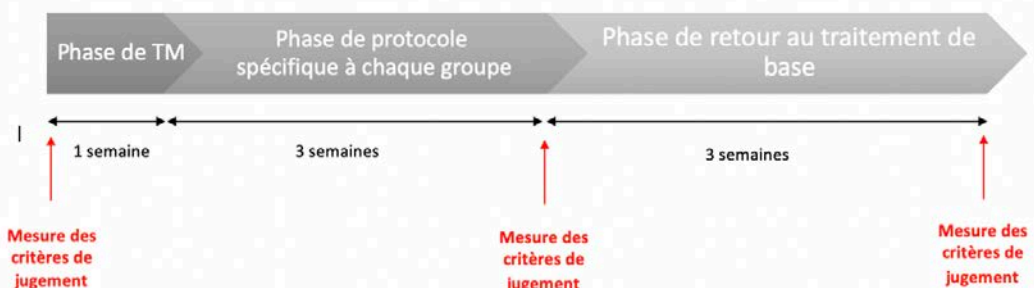 Phase de TM
Phase de protocole
spécifique à chaque groupe
Phase de retour au traitement de
base
1 semaine
3 semaines
3 semaines
Mesure des
critères de
jugement
Mesure des
critères de
jugement
Mesure des
critères de
jugement